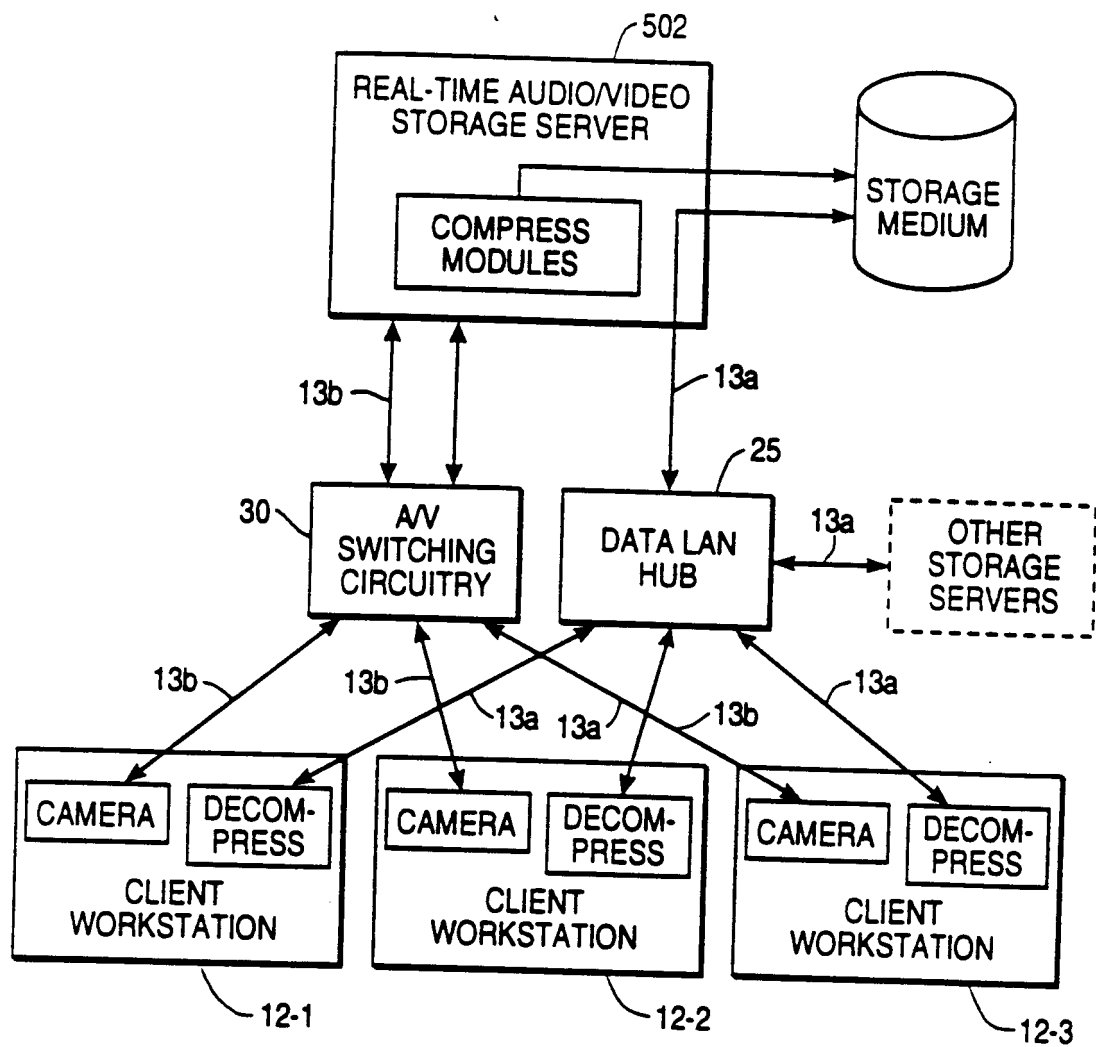 502
REAL-TIME AUDIO/VIDEO
STORAGE SERVER
COMPRESS
MODULES
STORAGE
MEDIUM
13b
13a
25
30
A/V
SWITCHING
CIRCUITRY
DATA LAN
HUB
13a
OTHER
STORAGE
SERVERS
13b
13b
13a
13a
13b
13a
CAMERA
DECOM-
PRESS
CLIENT
WORKSTATION
CAMERA
DECOM-
PRESS
CLIENT
WORKSTATION
CAMERA
DECOM-
PRESS
CLIENT
WORKSTATION
12-1
12-2
12-3